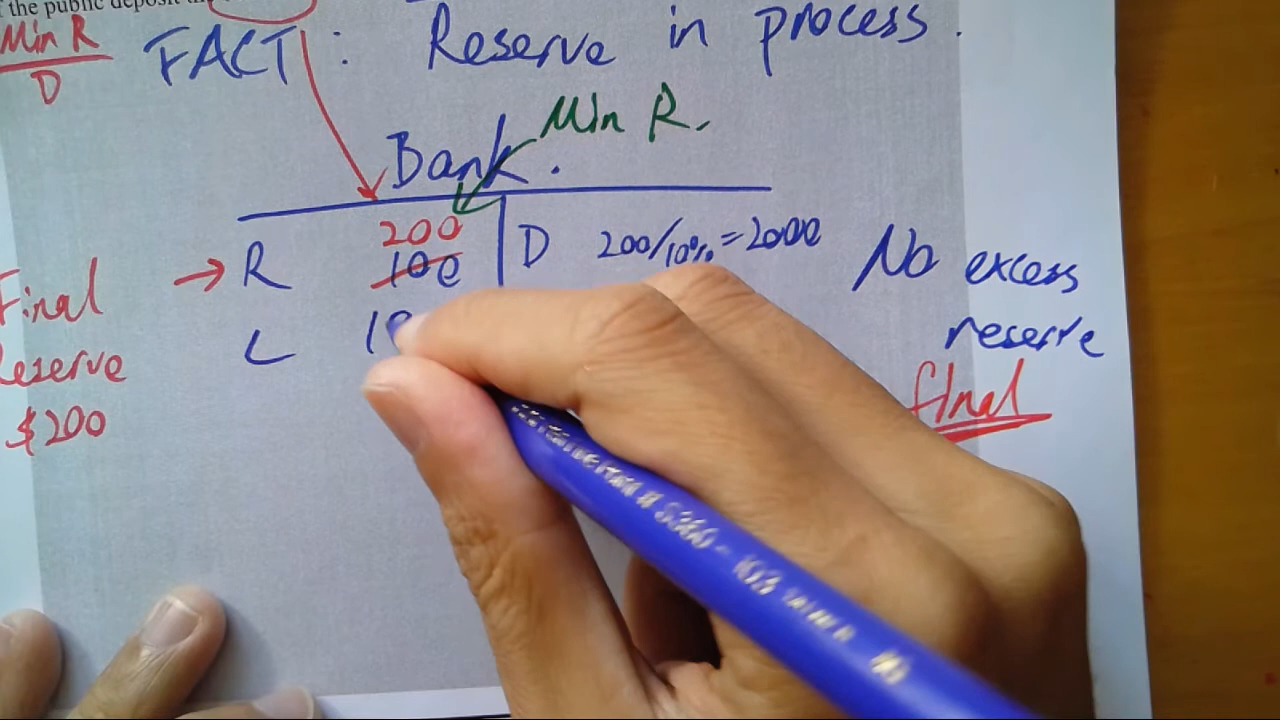 f the public deposit
Min R
D
FACT : Reserve in process.
Min R.
Bank.
200
R 100 D 200/10% = 2000
L
Final
Reserve
$200
No excess
reserve
final